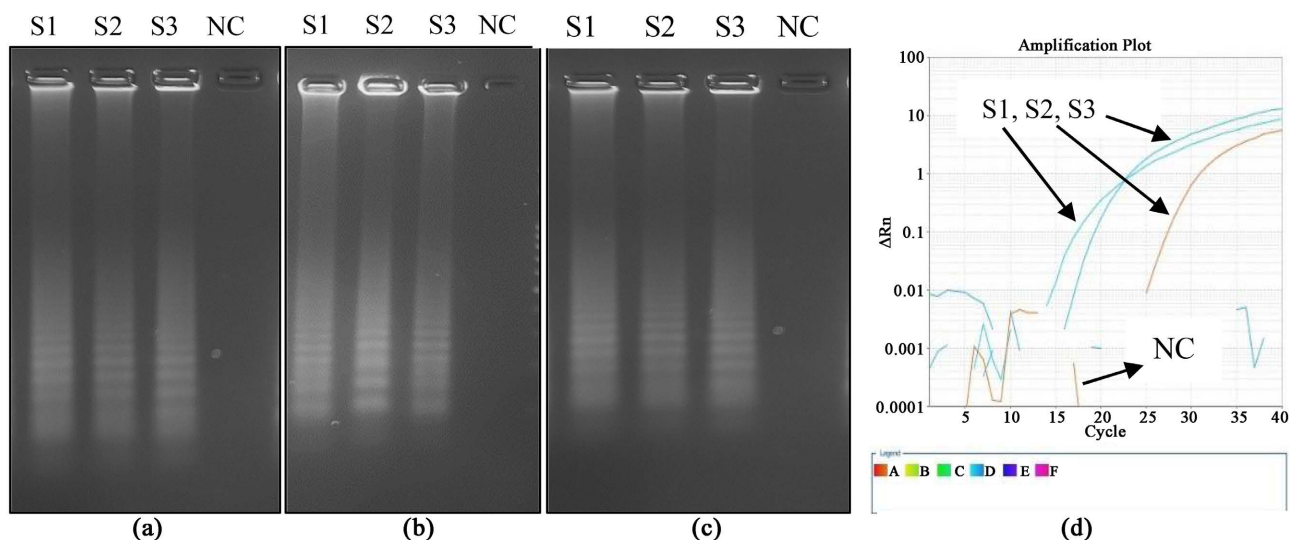 S1 S2 S3 NC
S1 S2 S3 NC
S1 S2 S3 NC
(a)
(b)
(c)
Amplification Plot
100
10
1
0.1
0.01
0.001
0.0001
ΔRn
S1, S2, S3
NC
5 10 15 20 25 30 35 40
Cycle
Legend
A B C D E F
(d)